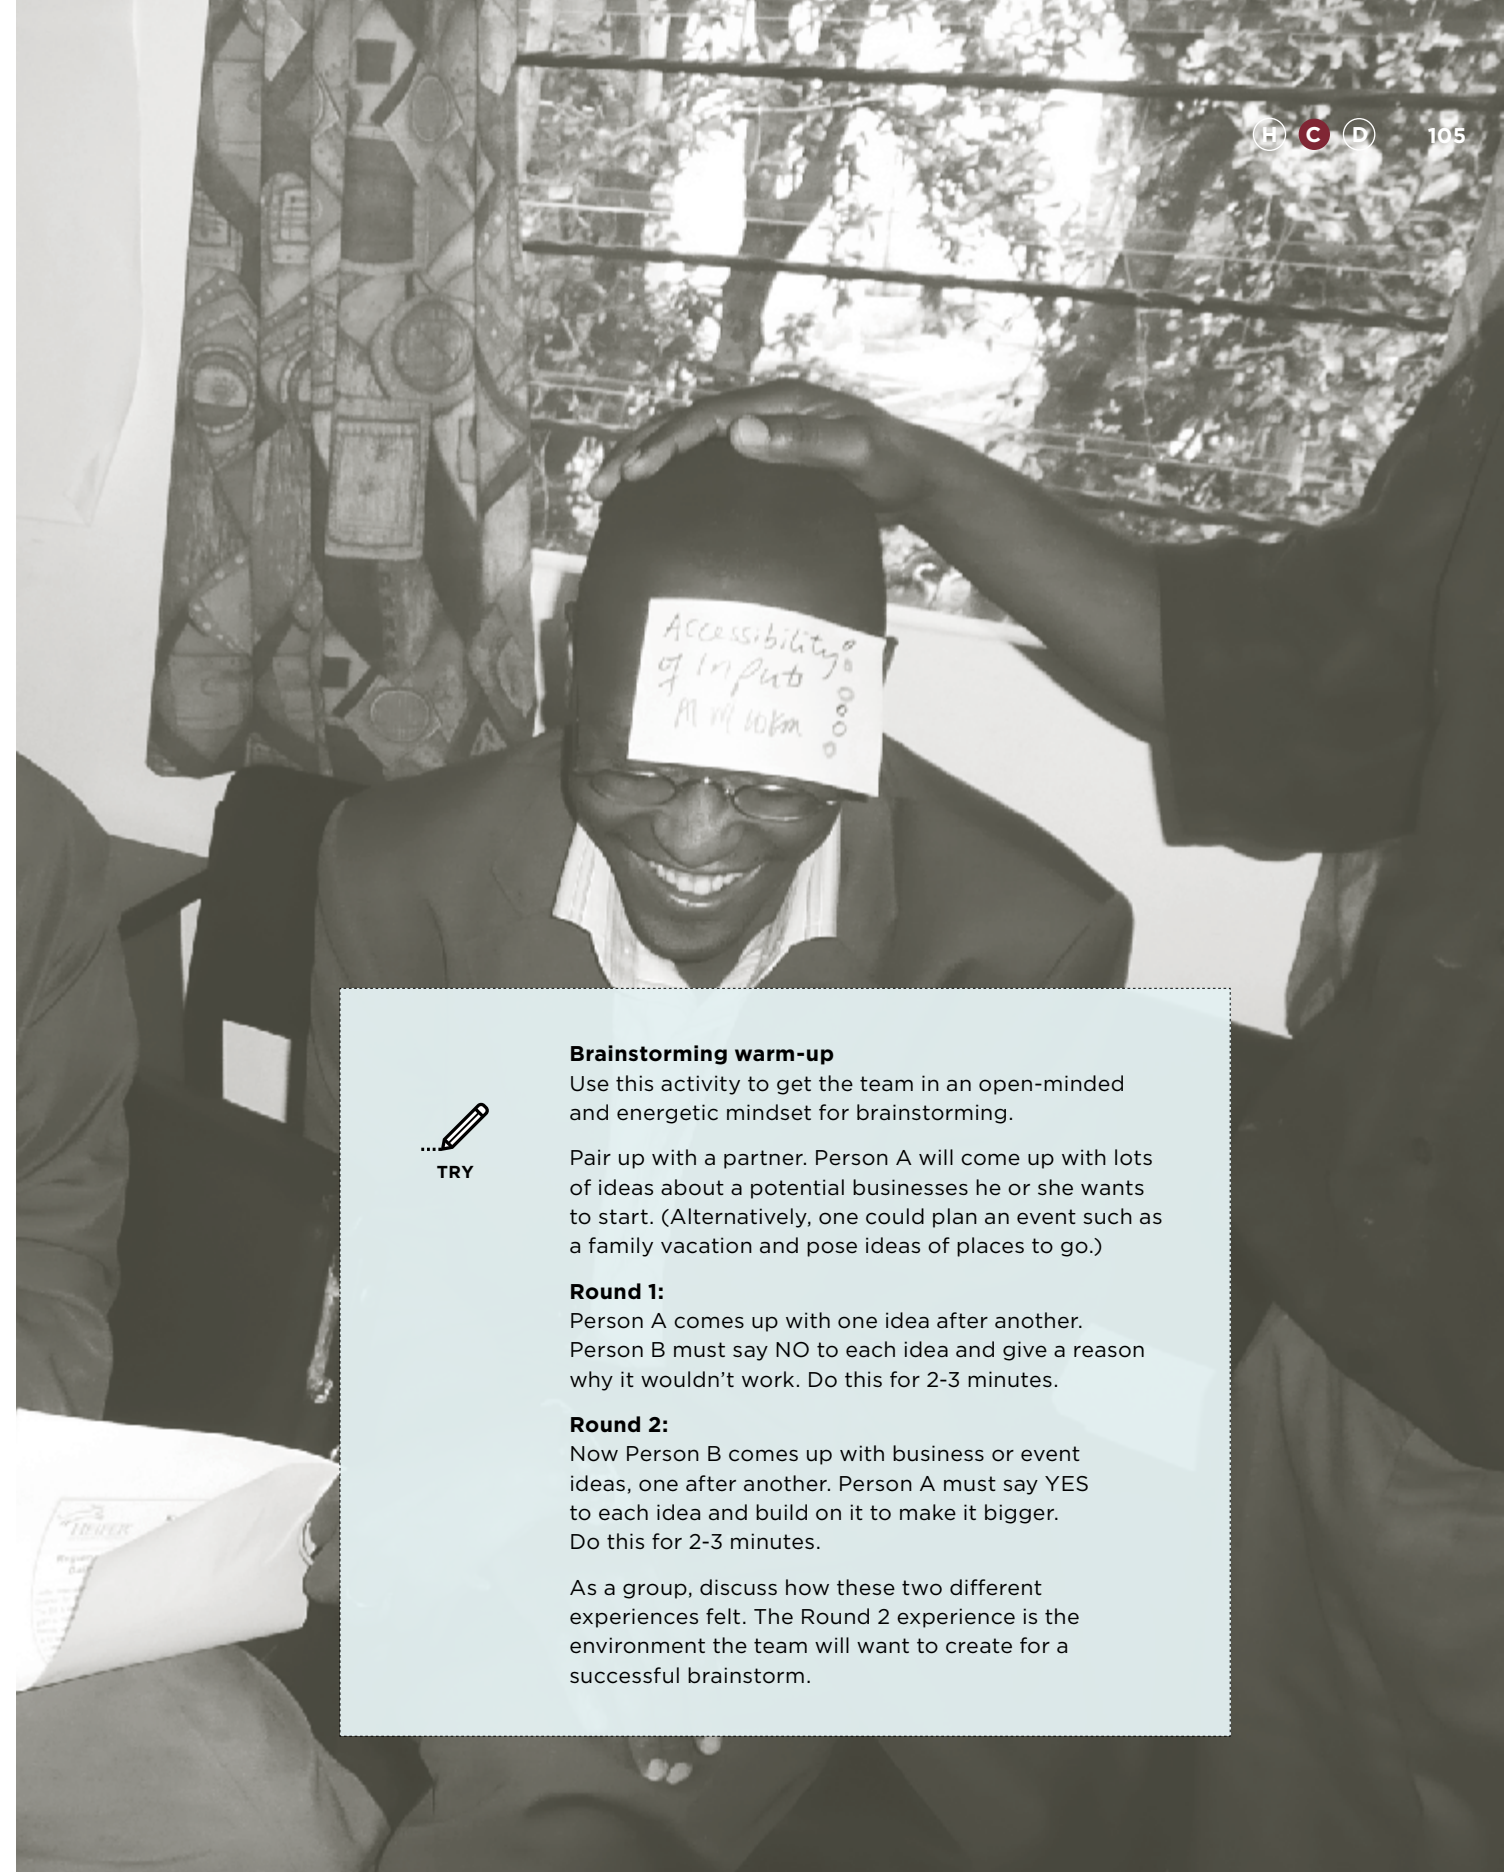 H C D 105
Accessibility
of Inputs
10km
Brainstorming warm-up
Use this activity to get the team in an open-minded
and energetic mindset for brainstorming.
TRY
Pair up with a partner. Person A will come up with lots
of ideas about a potential businesses he or she wants
to start. (Alternatively, one could plan an event such as
a family vacation and pose ideas of places to go.)
Round 1:
Person A comes up with one idea after another.
Person B must say NO to each idea and give a reason
why it wouldn’t work. Do this for 2-3 minutes.
Round 2:
Now Person B comes up with business or event
ideas, one after another. Person A must say YES
to each idea and build on it to make it bigger.
Do this for 2-3 minutes.
HEIFER
As a group, discuss how these two different
experiences felt. The Round 2 experience is the
environment the team will want to create for a
successful brainstorm.